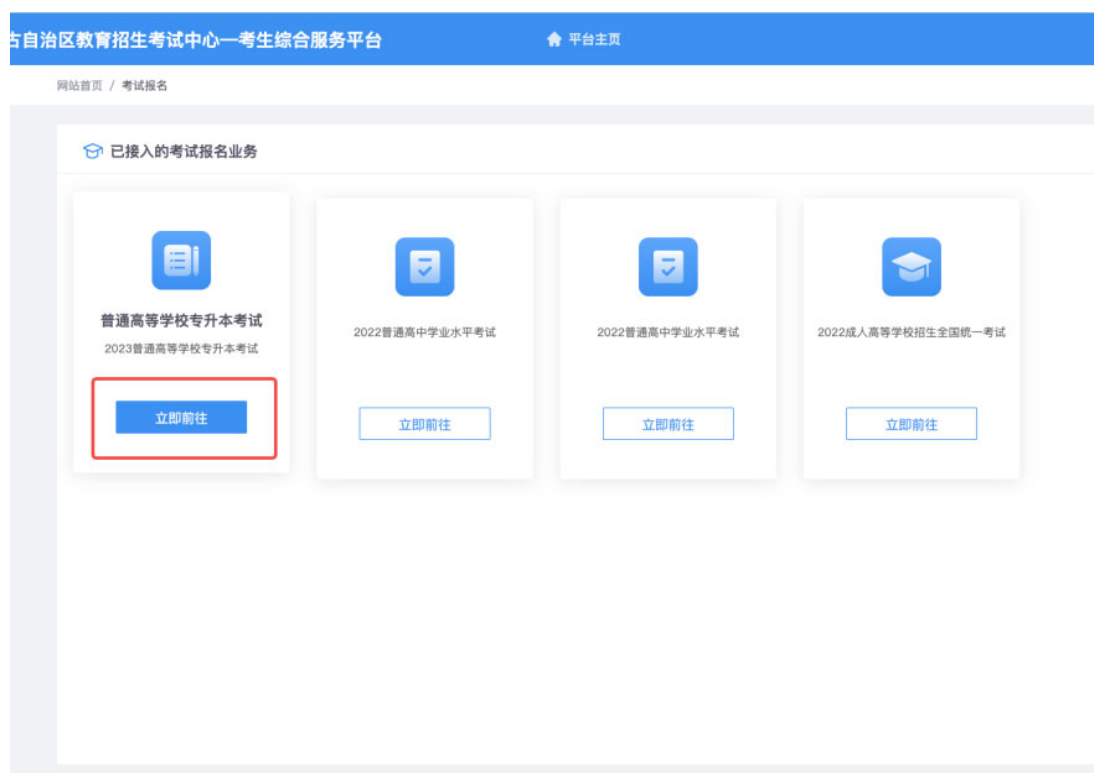 古自治区教育招生考试中心—考生综合服务平台
平台主页
网站首页 / 考试报名
已接入的考试报名业务
普通高等学校专升本考试
2023普通高等学校专升本考试
立即前往
2022普通高中学业水平考试
立即前往
2022普通高中学业水平考试
立即前往
2022成人高等学校招生全国统一考试
立即前往